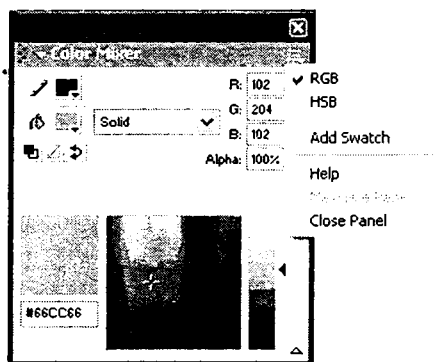 Color Mixer
R: 102
G: 204
B: 102
Solid
Alpha: 100%
#66CC66
RGB
HSB
Add Swatch
Help
Close Panel